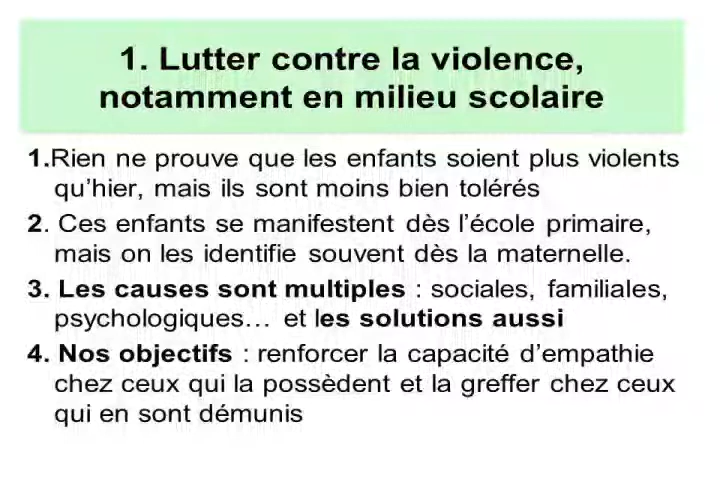 1. Lutter contre la violence,
notamment en milieu scolaire
1.Rien ne prouve que les enfants soient plus violents
qu’hier, mais ils sont moins bien tolérés
2. Ces enfants se manifestent dès l’école primaire,
mais on les identifie souvent dès la maternelle.
3. Les causes sont multiples : sociales, familiales,
psychologiques… et les solutions aussi
4. Nos objectifs : renforcer la capacité d’empathie
chez ceux qui la possèdent et la greffer chez ceux
qui en sont démunis